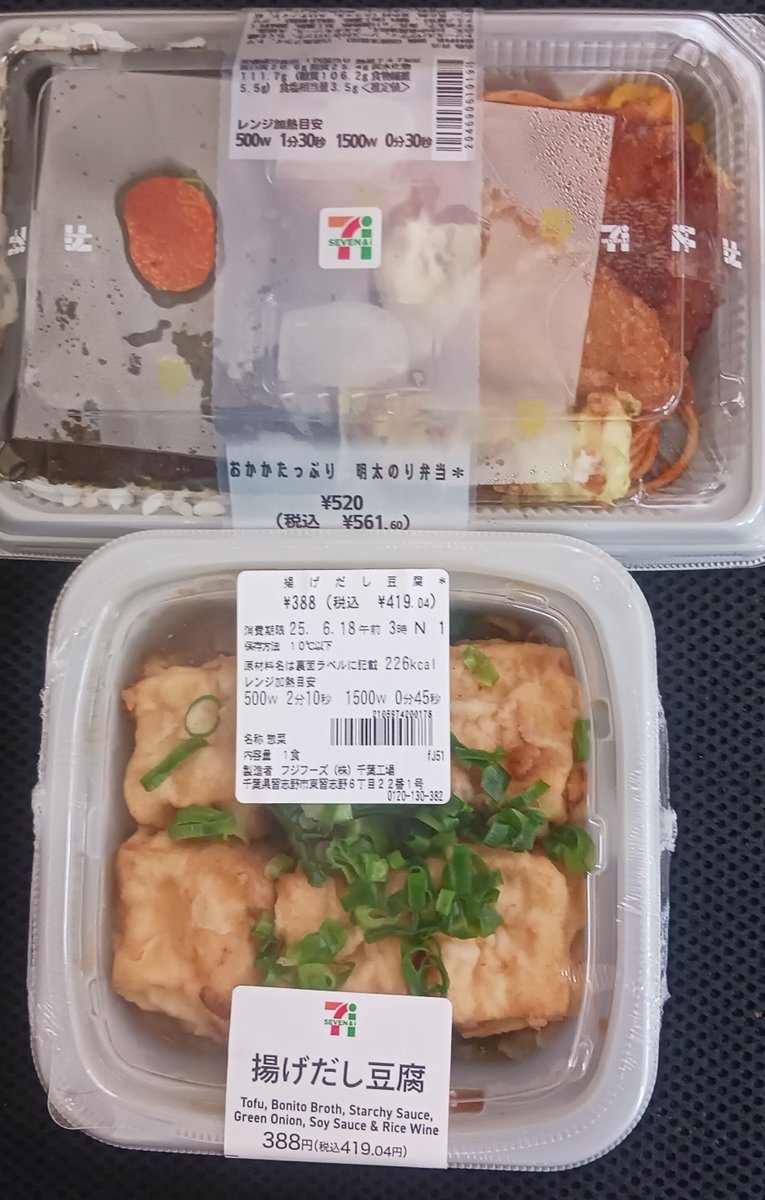 111.7g (糖質106.2g 食物繊維
5.5g) 食塩相当量3.5g<推定値>
レンジ加熱目安
500W 1分30秒 1500W 0分30秒
SEVEN & i
おかかたっぷり 明太のり弁当*
¥520
(税込 ¥561.60)
揚げだし豆腐*
¥388 (税込 ¥419.04)
消費期限 25. 6.18午前 3時 N 1
保存方法 10℃以下
原材料名は裏面ラベルに記載 226kcal
レンジ加熱目安
500W 2分10秒 1500W 0分45秒
2105974200178
名称 惣菜
内容量 1食 fJ51
製造者 フジフーズ(株)千葉工場
千葉県習志野市東習志野6丁目22番1号
0120-130-382
SEVEN & i
揚げだし豆腐
Tofu, Bonito Broth, Starchy Sauce,
Green Onion, Soy Sauce & Rice Wine
388円(税込419.04円)